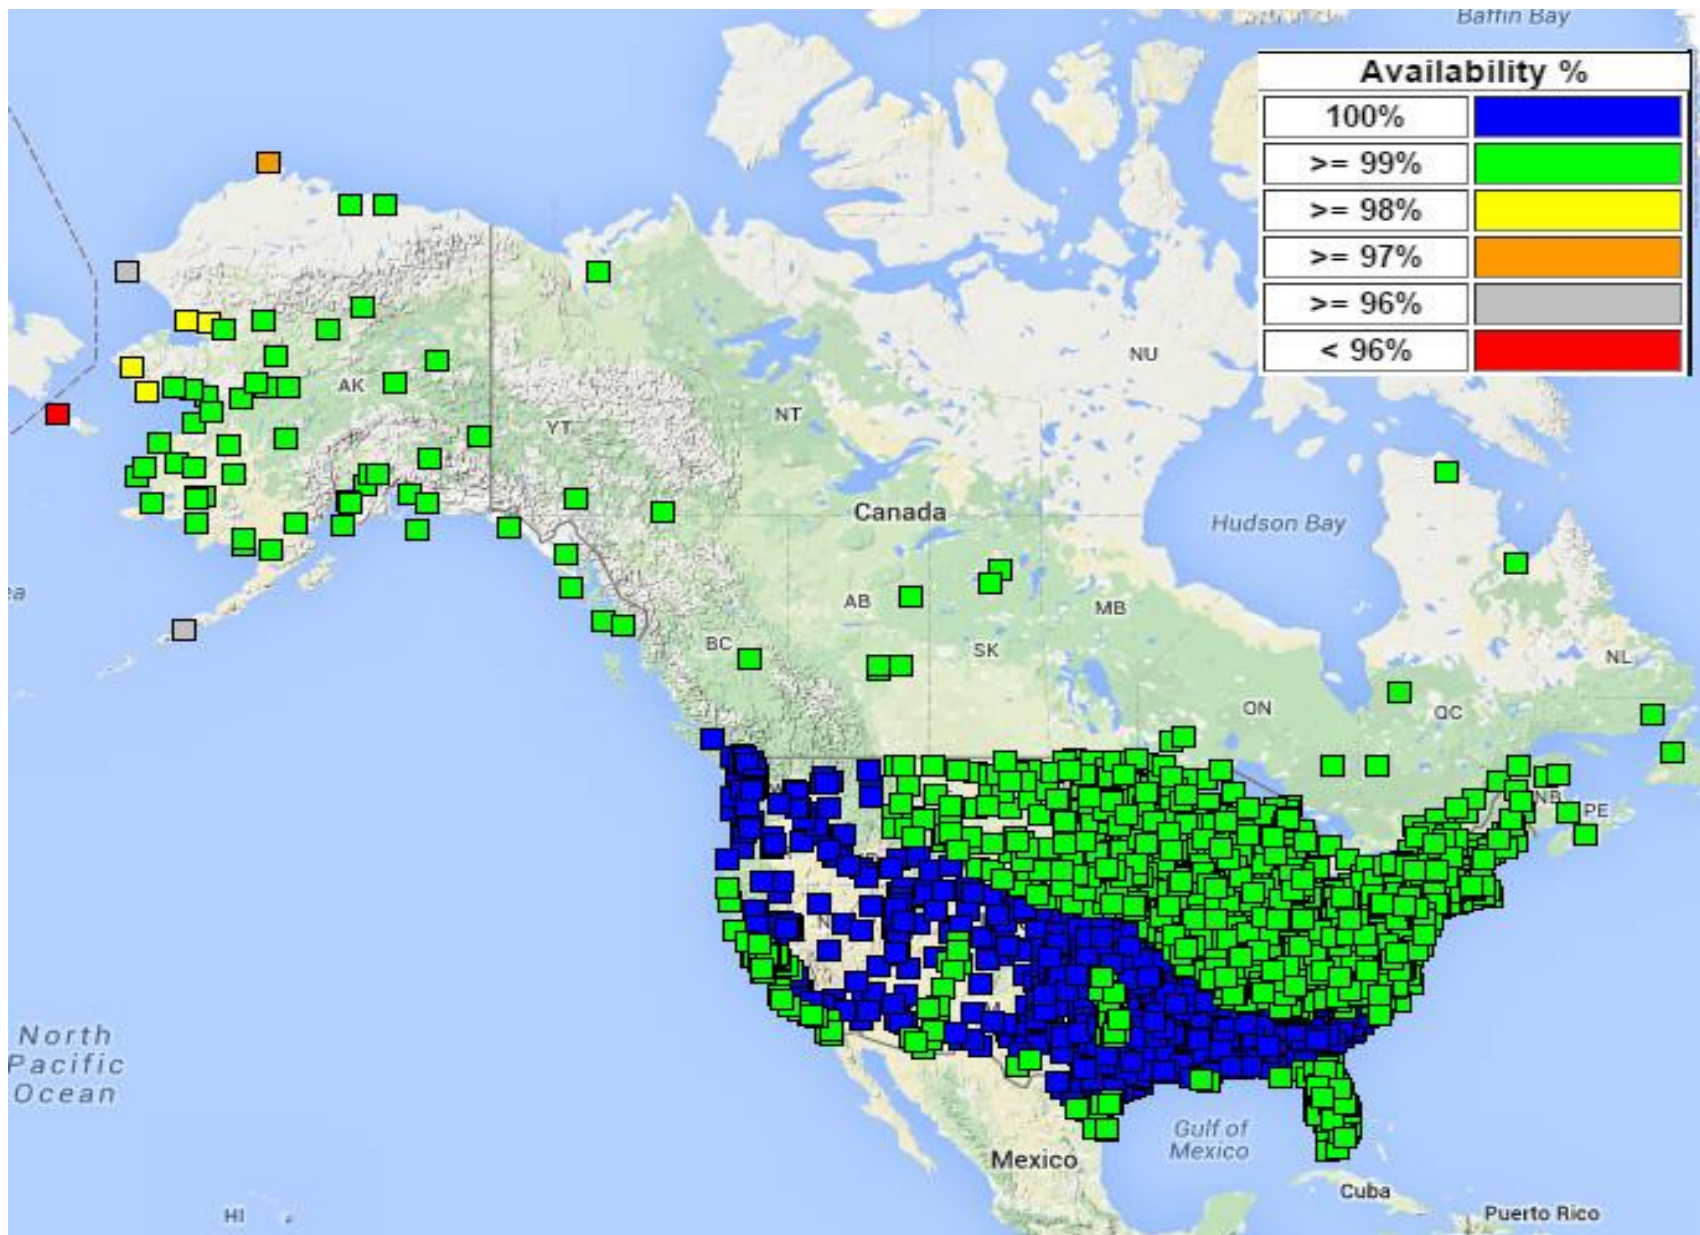 Baffin Bay
Availability %
100%
>= 99%
>= 98%
>= 97%
>= 96%
< 96%
NU
AK
NT
YT
Canada
Hudson Bay
AB
MB
BC
SK
NL
ON
QC
NB
PE
North
Pacific
Ocean
Gulf of
Mexico
Mexico
Cuba
Puerto Rico
HI